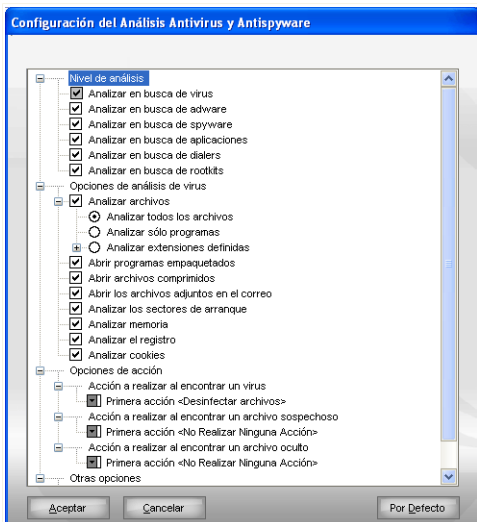 Configuración del Análisis Antivirus y Antispyware
Nivel de análisis
Analizar en busca de virus
Analizar en busca de adware
Analizar en busca de spyware
Analizar en busca de aplicaciones
Analizar en busca de dialers
Analizar en busca de rootkits
Opciones de análisis de virus
Analizar archivos
Analizar todos los archivos
Analizar sólo programas
Analizar extensiones definidas
Abrir programas empaquetados
Abrir archivos comprimidos
Abrir los archivos adjuntos en el correo
Analizar los sectores de arranque
Analizar memoria
Analizar el registro
Analizar cookies
Opciones de acción
Acción a realizar al encontrar un virus
Primera acción <Desinfectar archivos>
Acción a realizar al encontrar un archivo sospechoso
Primera acción <No Realizar Ninguna Acción>
Acción a realizar al encontrar un archivo oculto
Primera acción <No Realizar Ninguna Acción>
Otras opciones
Aceptar Cancelar Por Defecto